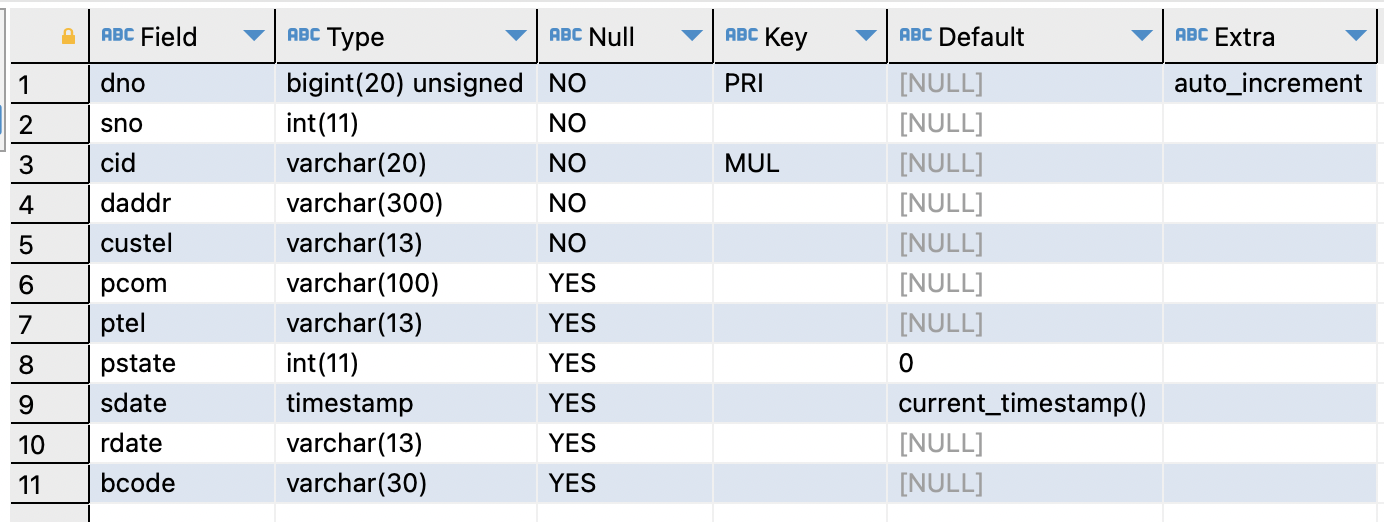 ABC Field ABC Type ABC Null ABC Key ABC Default ABC Extra
1 dno bigint(20) unsigned NO PRI [NULL] auto_increment
2 sno int(11) NO [NULL]
3 cid varchar(20) NO MUL [NULL]
4 daddr varchar(300) NO [NULL]
5 custel varchar(13) NO [NULL]
6 pcom varchar(100) YES [NULL]
7 ptel varchar(13) YES [NULL]
8 pstate int(11) YES 0
9 sdate timestamp YES current_timestamp()
10 rdate varchar(13) YES [NULL]
11 bcode varchar(30) YES [NULL]